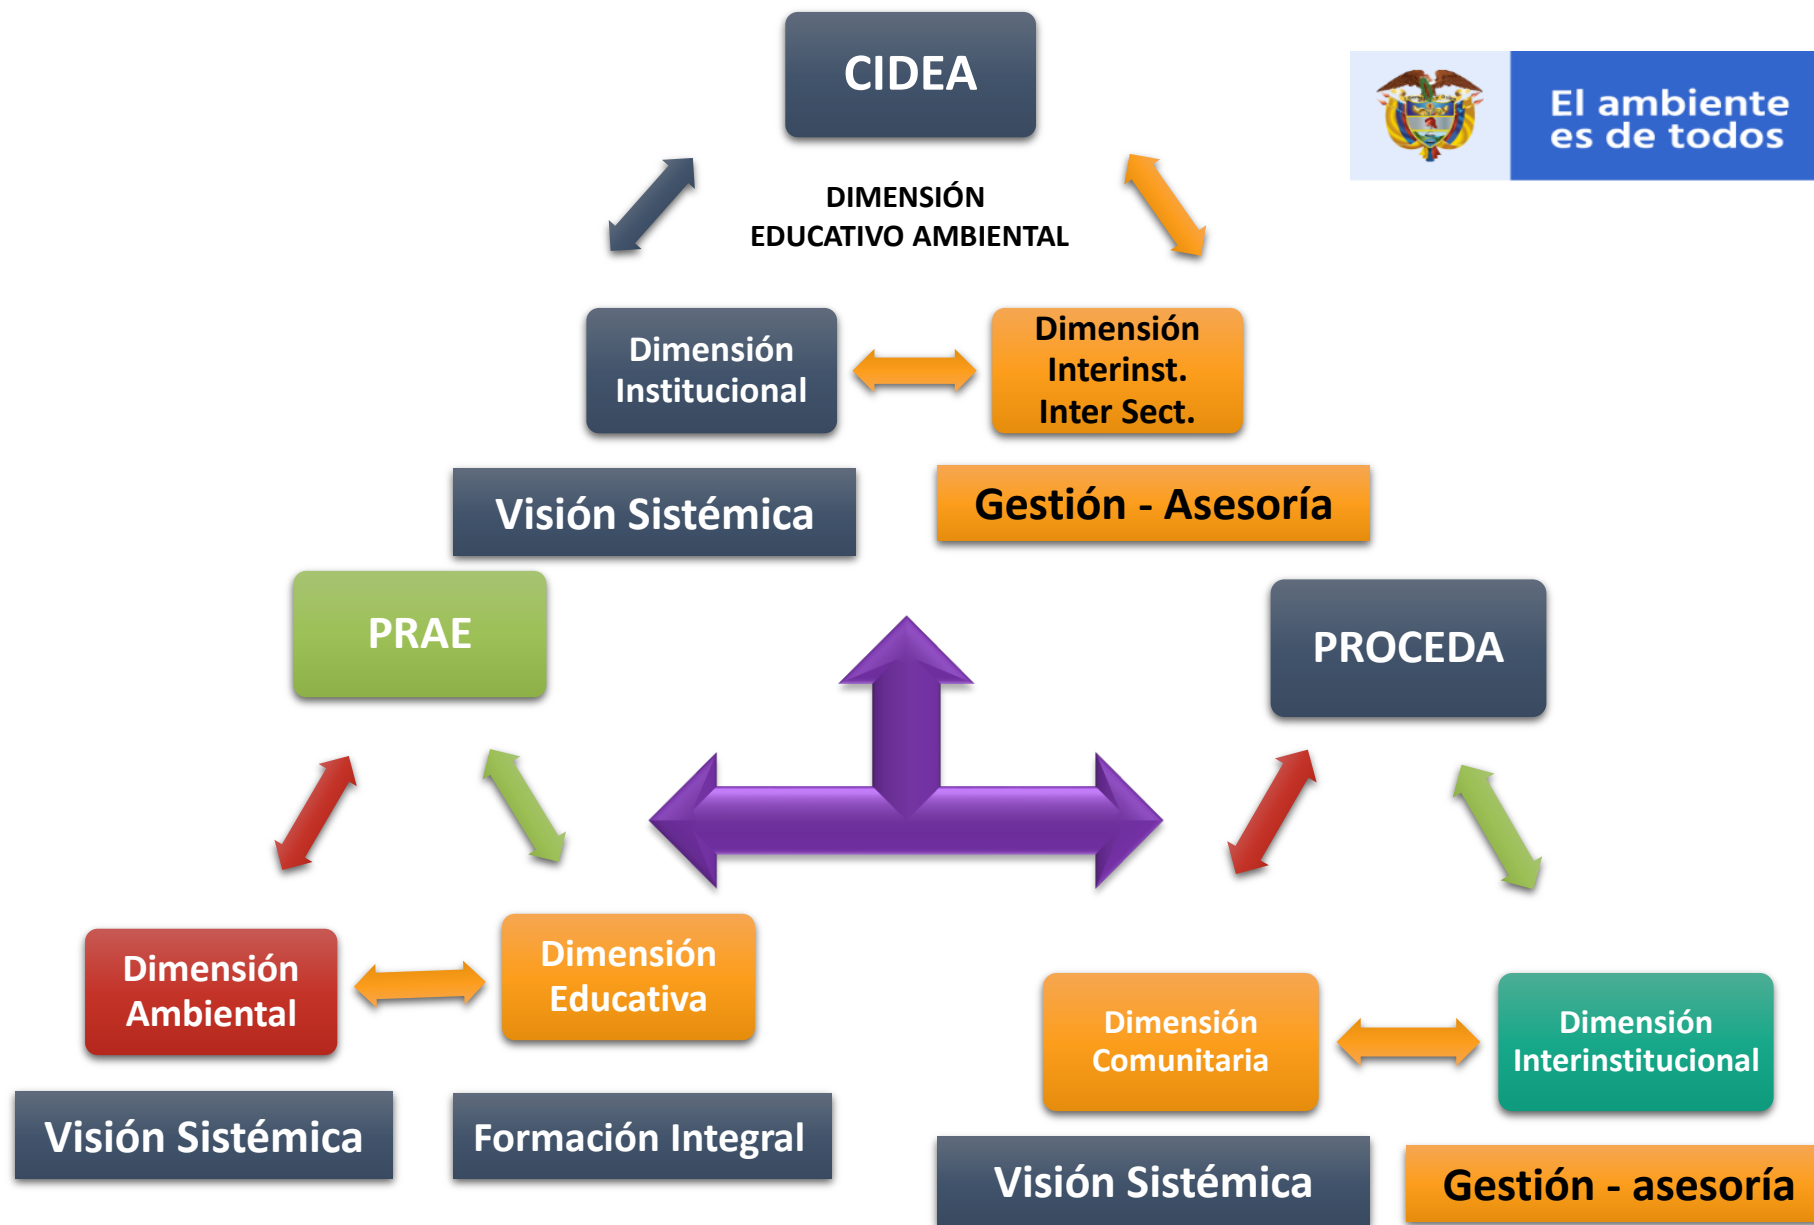 CIDEA
El ambiente
es de todos
DIMENSIÓN
EDUCATIVO AMBIENTAL
Dimensión
Institucional
Dimensión
Interinst.
Inter Sect.
Visión Sistémica
Gestión - Asesoría
PRAE
PROCEDA
Dimensión
Ambiental
Dimensión
Educativa
Dimensión
Comunitaria
Dimensión
Interinstitucional
Visión Sistémica
Formación Integral
Visión Sistémica
Gestión - asesoría